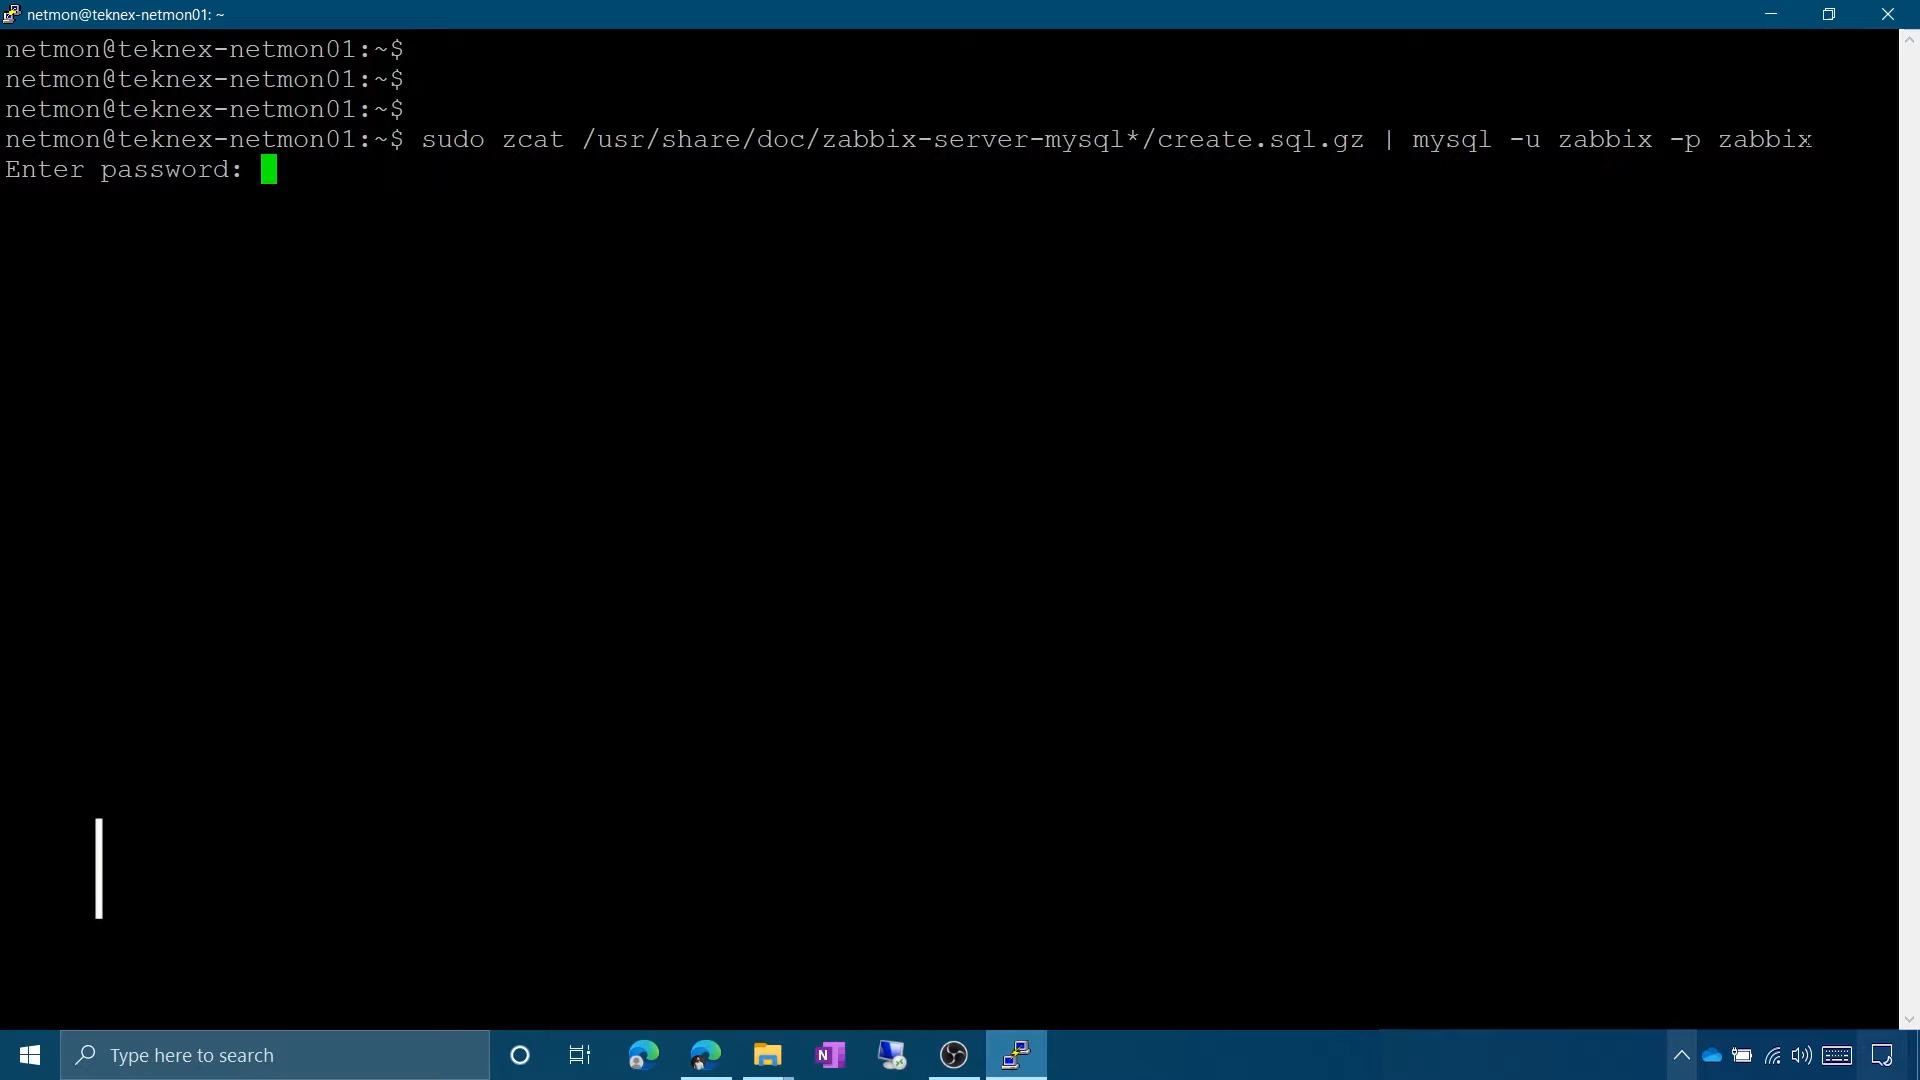 netmon@teknex-netmon01: ~
netmon@teknex-netmon01:~$
netmon@teknex-netmon01:~$
netmon@teknex-netmon01:~$
netmon@teknex-netmon01:~$ sudo zcat /usr/share/doc/zabbix-server-mysql*/create.sql.gz | mysql -u zabbix -p zabbix
Enter password:
Type here to search
N